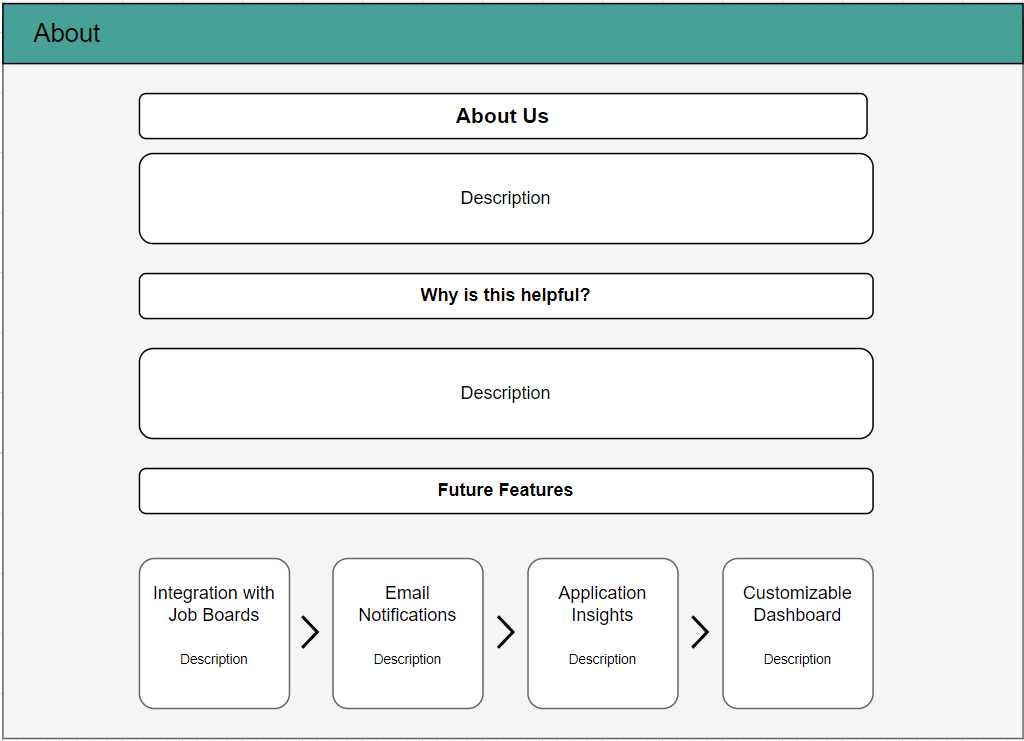 About
About Us
Description
Why is this helpful?
Description
Future Features
Integration with
Job Boards
Description
Email
Notifications
Description
Application
Insights
Description
Customizable
Dashboard
Description